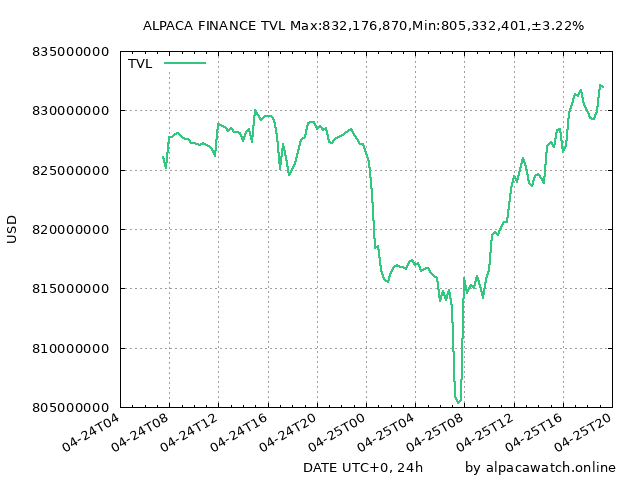 ALPACA FINANCE TVL Max:832,176,870,Min:805,332,401,±3.22%
TVL
835000000
830000000
825000000
820000000
815000000
810000000
805000000
USD
04-24T04
04-24T08
04-24T12
04-24T16
04-24T20
04-25T00
04-25T04
04-25T08
04-25T12
04-25T16
04-25T20
DATE UTC+0, 24h
by alpacawatch.online